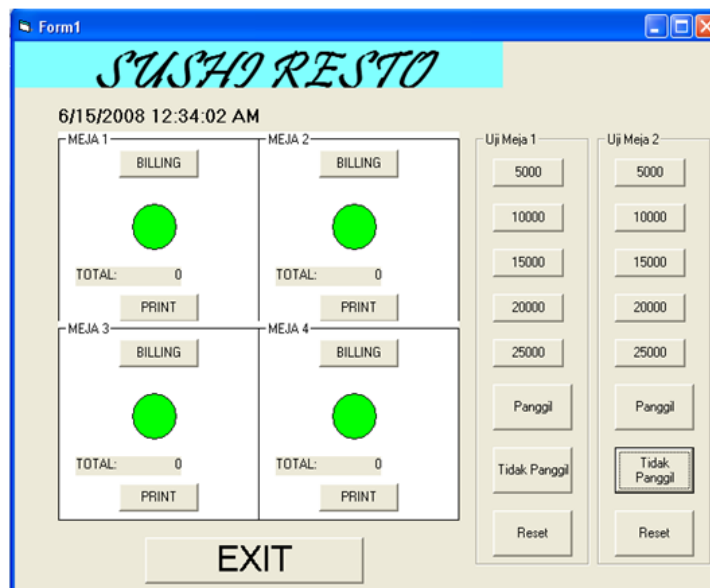 Form1
SUSHI RESTO
6/15/2008 12:34:02 AM
MEJA 1
BILLING
TOTAL: 0
PRINT
MEJA 2
BILLING
TOTAL: 0
PRINT
MEJA 3
BILLING
TOTAL: 0
PRINT
MEJA 4
BILLING
TOTAL: 0
PRINT
EXIT
Uji Meja 1
5000
10000
15000
20000
25000
Panggil
Tidak Panggil
Reset
Uji Meja 2
5000
10000
15000
20000
25000
Panggil
Tidak
Panggil
Reset